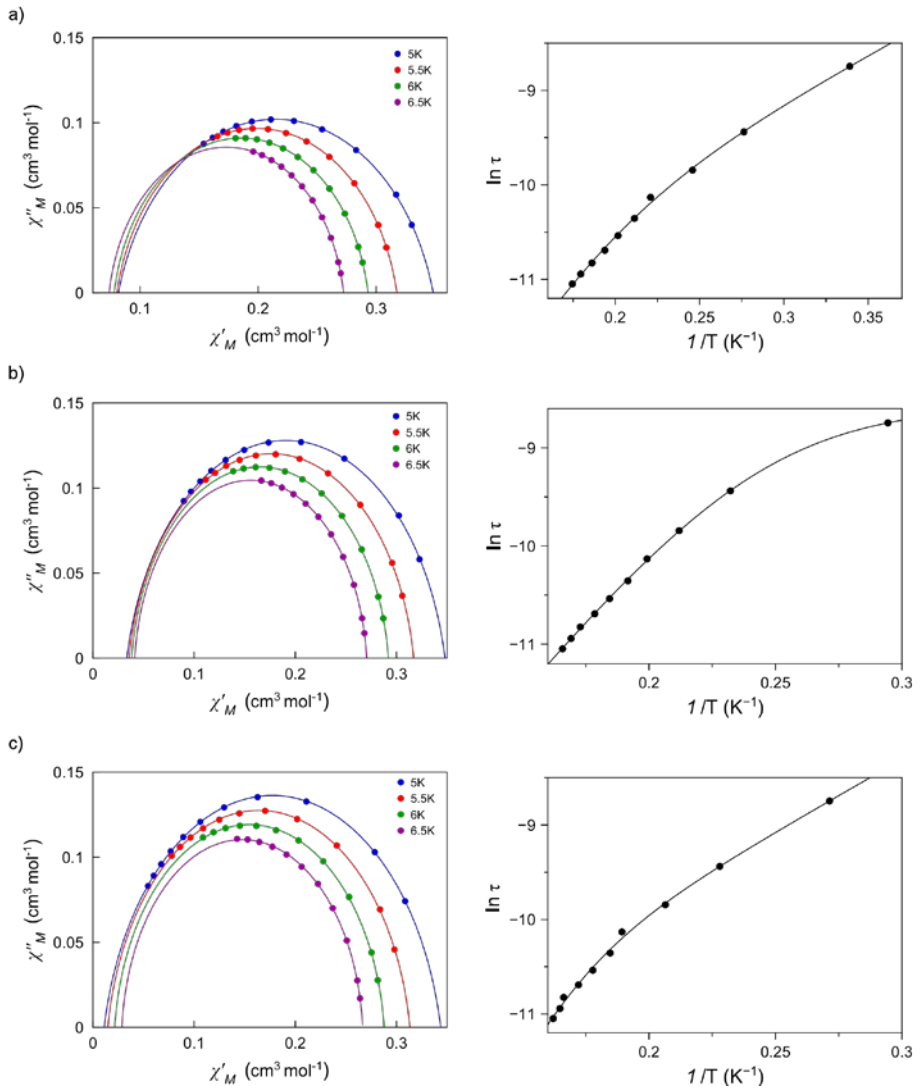 a)
0.15
0.1
0.05
0
χ″M (cm³ mol⁻¹)
5K
5.5K
6K
6.5K
0.1
0.2
0.3
χ′M (cm³ mol⁻¹)
−9
−10
−11
ln τ
0.2
0.25
0.3
0.35
1/T (K⁻¹)
b)
0.15
0.1
0.05
0
χ″M (cm³ mol⁻¹)
5K
5.5K
6K
6.5K
0
0.1
0.2
0.3
χ′M (cm³ mol⁻¹)
−9
−10
−11
ln τ
0.2
0.25
0.3
1/T (K⁻¹)
c)
0.15
0.1
0.05
0
χ″M (cm³ mol⁻¹)
5K
5.5K
6K
6.5K
0
0.1
0.2
0.3
χ′M (cm³ mol⁻¹)
−9
−10
−11
ln τ
0.2
0.25
0.3
1/T (K⁻¹)